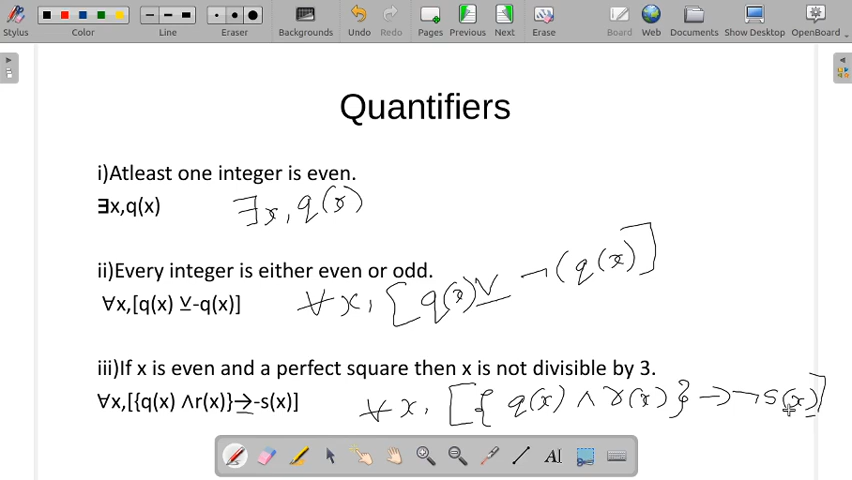 Stylus Color Line Eraser Backgrounds Undo Redo Pages Previous Next Erase Board Web Documents Show Desktop OpenBoard
Quantifiers
i)Atleast one integer is even.
∃x,q(x) ∃x, q(x)
ii)Every integer is either even or odd.
∀x,[q(x) ⊻-q(x)] ∀x, [q(x) ⊻ ¬(q(x)]
iii)If x is even and a perfect square then x is not divisible by 3.
∀x,[{q(x) ∧r(x)}→-s(x)] ∀x, [{q(x) ∧ r(x)} → ¬s(x)]
AI